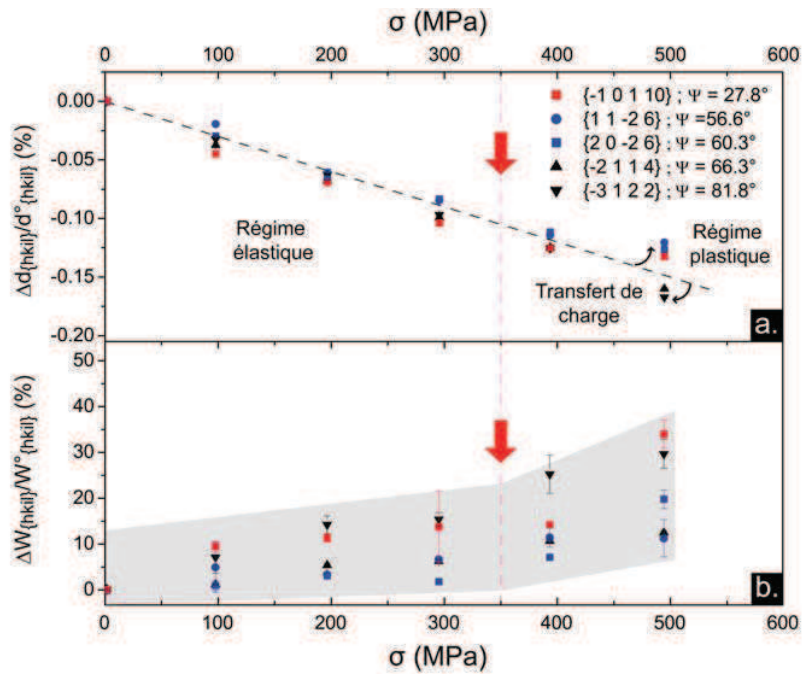 σ (MPa)
0 100 200 300 400 500 600
0.00
-0.05
-0.10
-0.15
-0.20
Δd{hkil}/d°{hkil} (%)
{-1 0 1 10} ; Ψ = 27.8°
{1 1 -2 6} ; Ψ =56.6°
{2 0 -2 6} ; Ψ = 60.3°
{-2 1 1 4} ; Ψ = 66.3°
{-3 1 2 2} ; Ψ = 81.8°
Régime
élastique
Régime
plastique
Transfert de
charge
a.
50
40
30
20
10
0
ΔW{hkil}/W°{hkil} (%)
b.
0 100 200 300 400 500 600
σ (MPa)